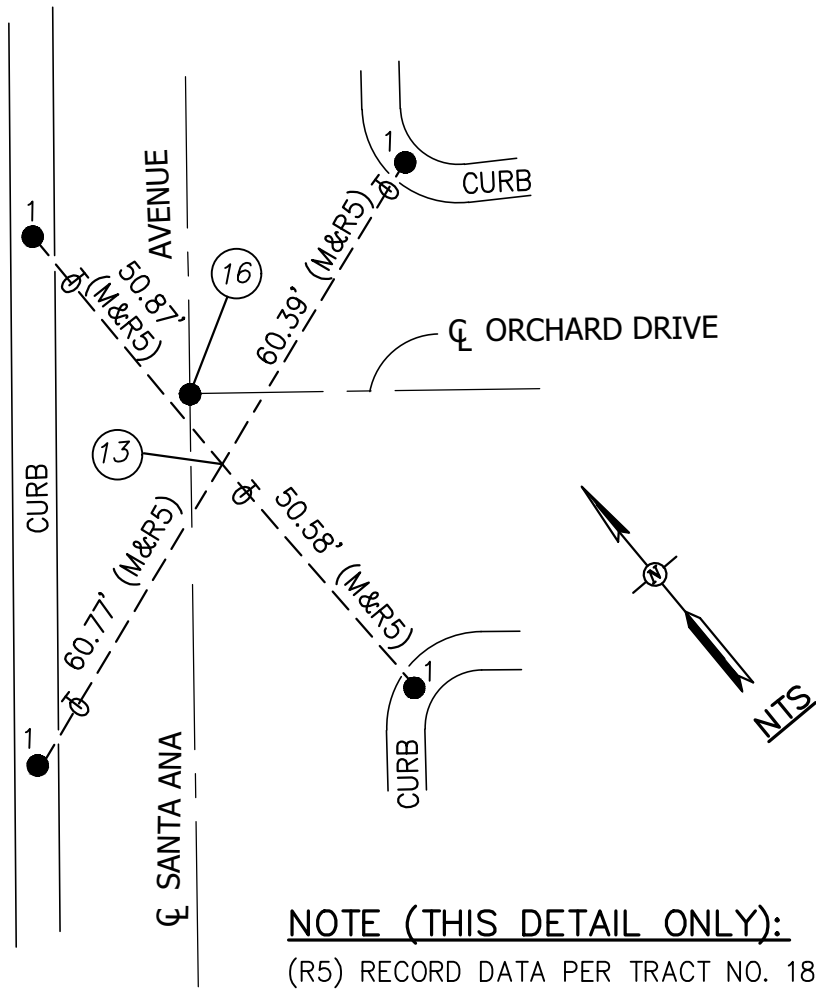 1
CURB
AVENUE
1
50.87'
(M&R5)
16
60.39' (M&R5)
℄ ORCHARD DRIVE
13
CURB
50.58' (M&R5)
60.77' (M&R5)
N
1
NTS
1
CURB
℄ SANTA ANA
NOTE (THIS DETAIL ONLY):
(R5) RECORD DATA PER TRACT NO. 18